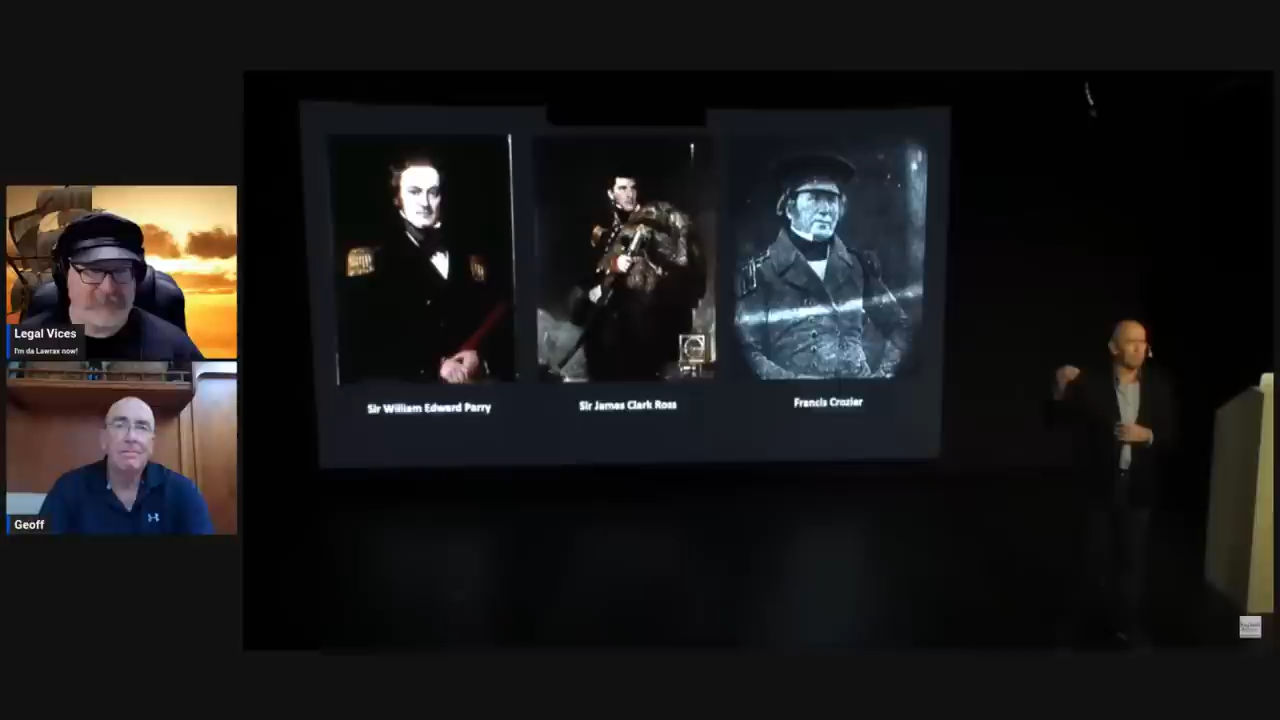 Legal Vices
I'm da Lawrax now!
Geoff
Sir William Edward Parry
Sir James Clark Ross
Francis Crozier